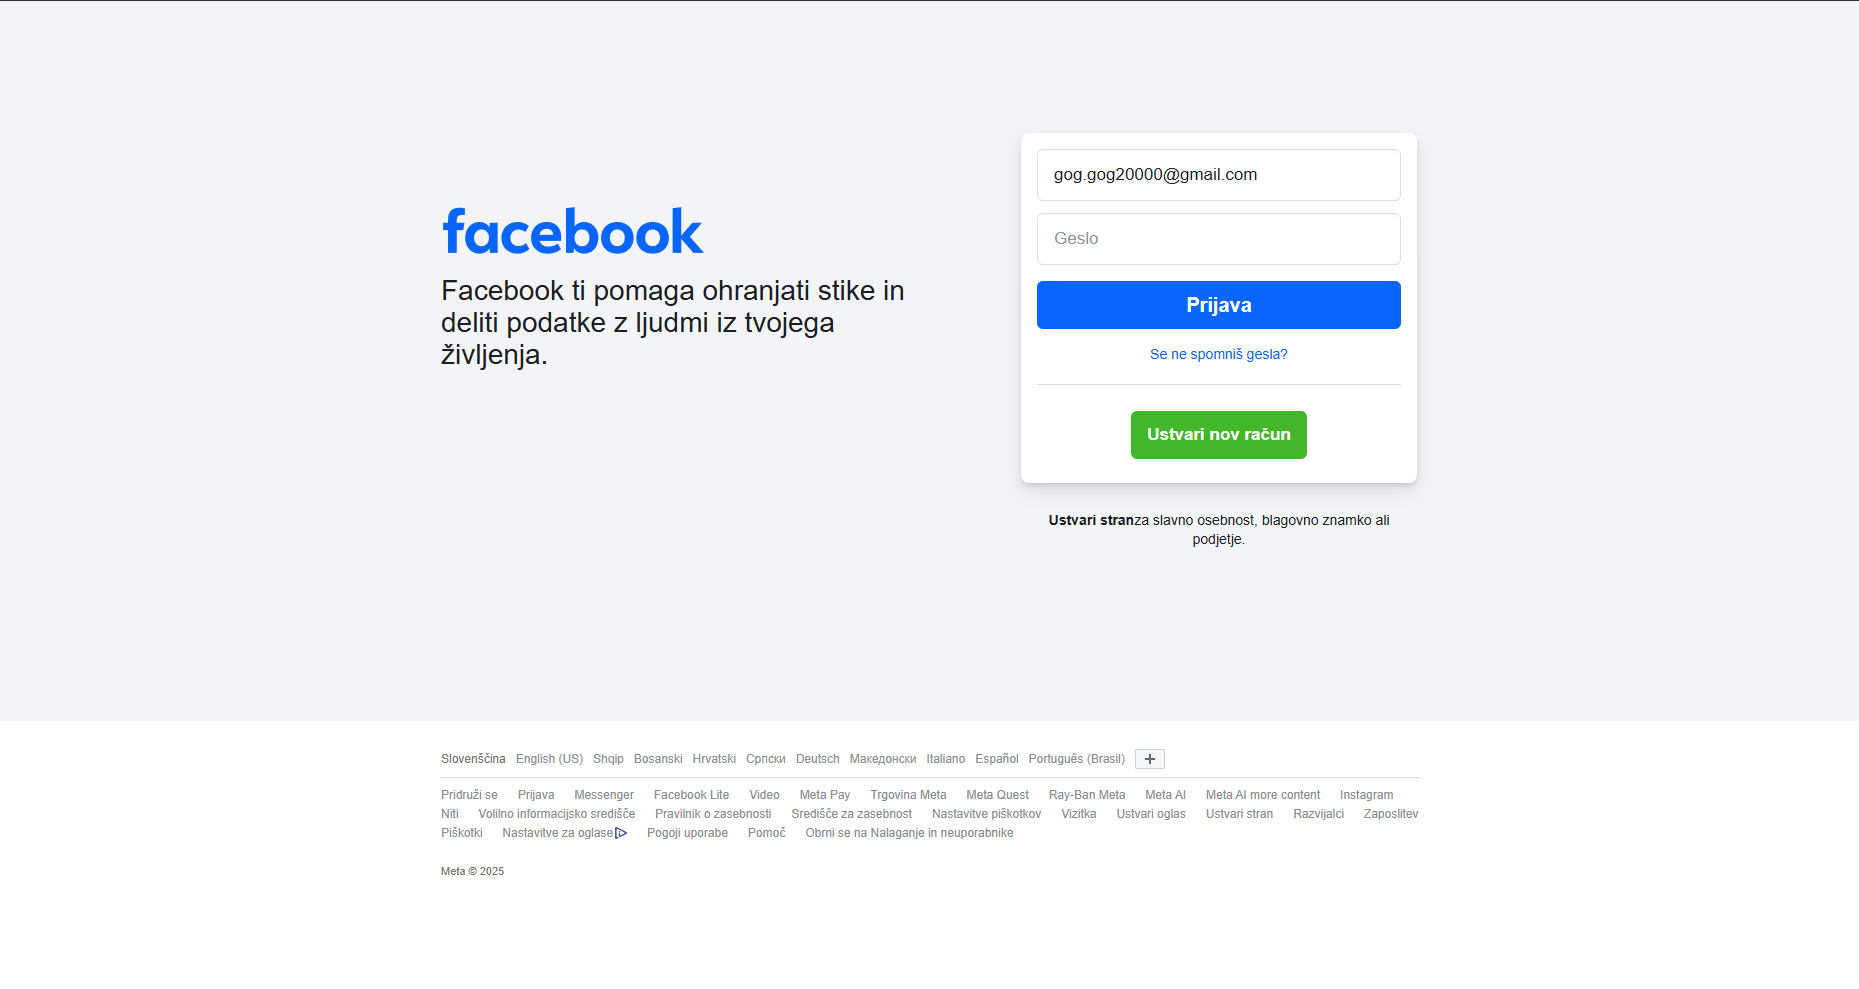 facebook
Facebook ti pomaga ohranjati stike in
deliti podatke z ljudmi iz tvojega
življenja.
gog.gog20000@gmail.com
Geslo
Prijava
Se ne spomniš gesla?
Ustvari nov račun
Ustvari stranza slavno osebnost, blagovno znamko ali
podjetje.
Slovenščina English (US) Shqip Bosanski Hrvatski Српски Deutsch Македонски Italiano Español Português (Brasil)
Pridruži se Prijava Messenger Facebook Lite Video Meta Pay Trgovina Meta Meta Quest Ray-Ban Meta Meta AI Meta AI more content Instagram
Niti Volilno informacijsko središče Pravilnik o zasebnosti Središče za zasebnost Nastavitve piškotkov Vizitka Ustvari oglas Ustvari stran Razvijalci Zaposlitev
Piškotki Nastavitve za oglase Pogoji uporabe Pomoč Obrni se na Nalaganje in neuporabnike
Meta © 2025